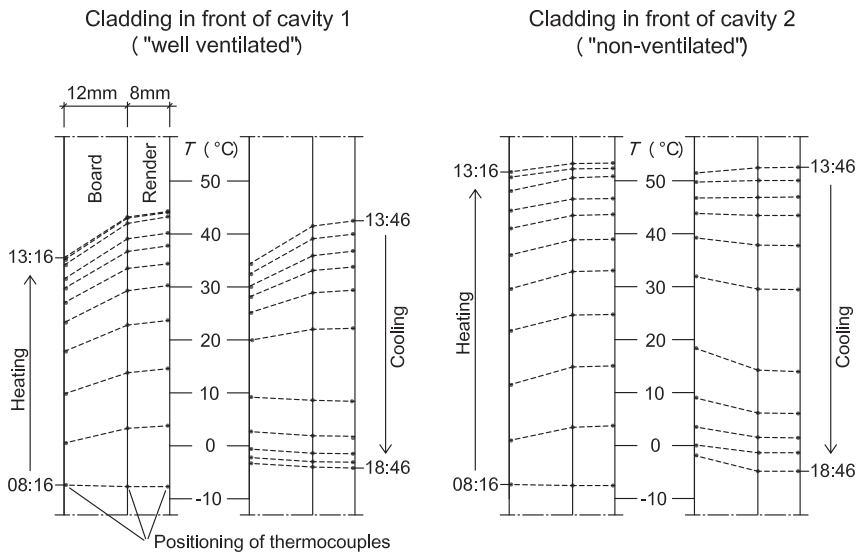 Cladding in front of cavity 1
("well ventilated")
12mm
8mm
Board
Render
T (°C)
50
40
30
20
10
0
-10
13:16
Heating
08:16
13:46
Cooling
18:46
Positioning of thermocouples
Cladding in front of cavity 2
("non-ventilated")
T (°C)
50
40
30
20
10
0
-10
13:16
Heating
08:16
13:46
Cooling
18:46